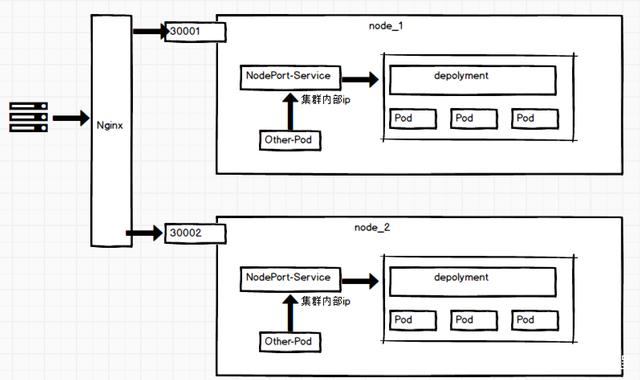 node_1
30001
NodePort-Service
depolyment
集群内部ip
Pod
Pod
Pod
Other-Pod
Nginx
node_2
30002
NodePort-Service
depolyment
集群内部ip
Pod
Pod
Pod
Other-Pod